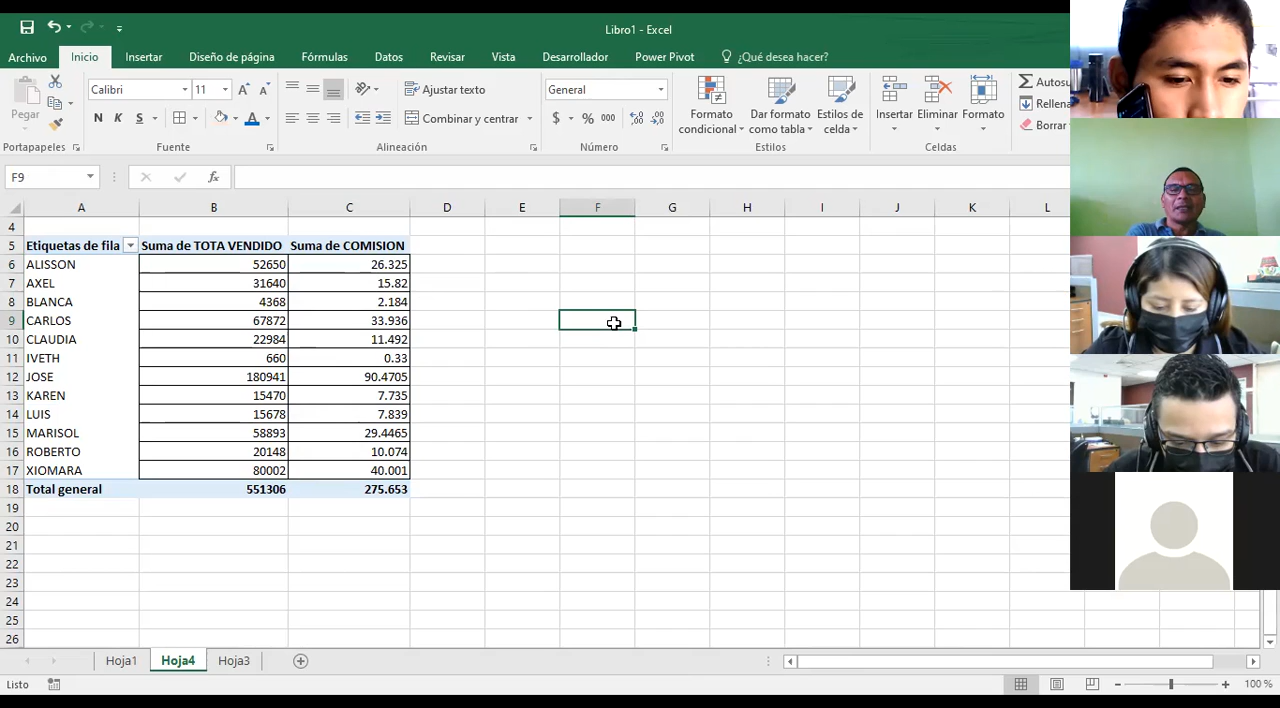 Libro1 - Excel
Archivo Inicio Insertar Diseño de página Fórmulas Datos Revisar Vista Desarrollador Power Pivot ¿Qué desea hacer?
Pegar
Calibri 11
N K S
Ajustar texto
Combinar y centrar
General
$ % 000
Formato condicional
Dar formato como tabla
Estilos de celda
Insertar Eliminar Formato
Autosu
Rellena
Borrar
Portapapeles Fuente Alineación Número Estilos Celdas
F9 fx
A B C D E F G H I J K L
4
5 Etiquetas de fila Suma de TOTA VENDIDO Suma de COMISION
6 ALISSON 52650 26.325
7 AXEL 31640 15.82
8 BLANCA 4368 2.184
9 CARLOS 67872 33.936
10 CLAUDIA 22984 11.492
11 IVETH 660 0.33
12 JOSE 180941 90.4705
13 KAREN 15470 7.735
14 LUIS 15678 7.839
15 MARISOL 58893 29.4465
16 ROBERTO 20148 10.074
17 XIOMARA 80002 40.001
18 Total general 551306 275.653
19
20
21
22
23
24
25
26
Hoja1 Hoja4 Hoja3
Listo 100 %